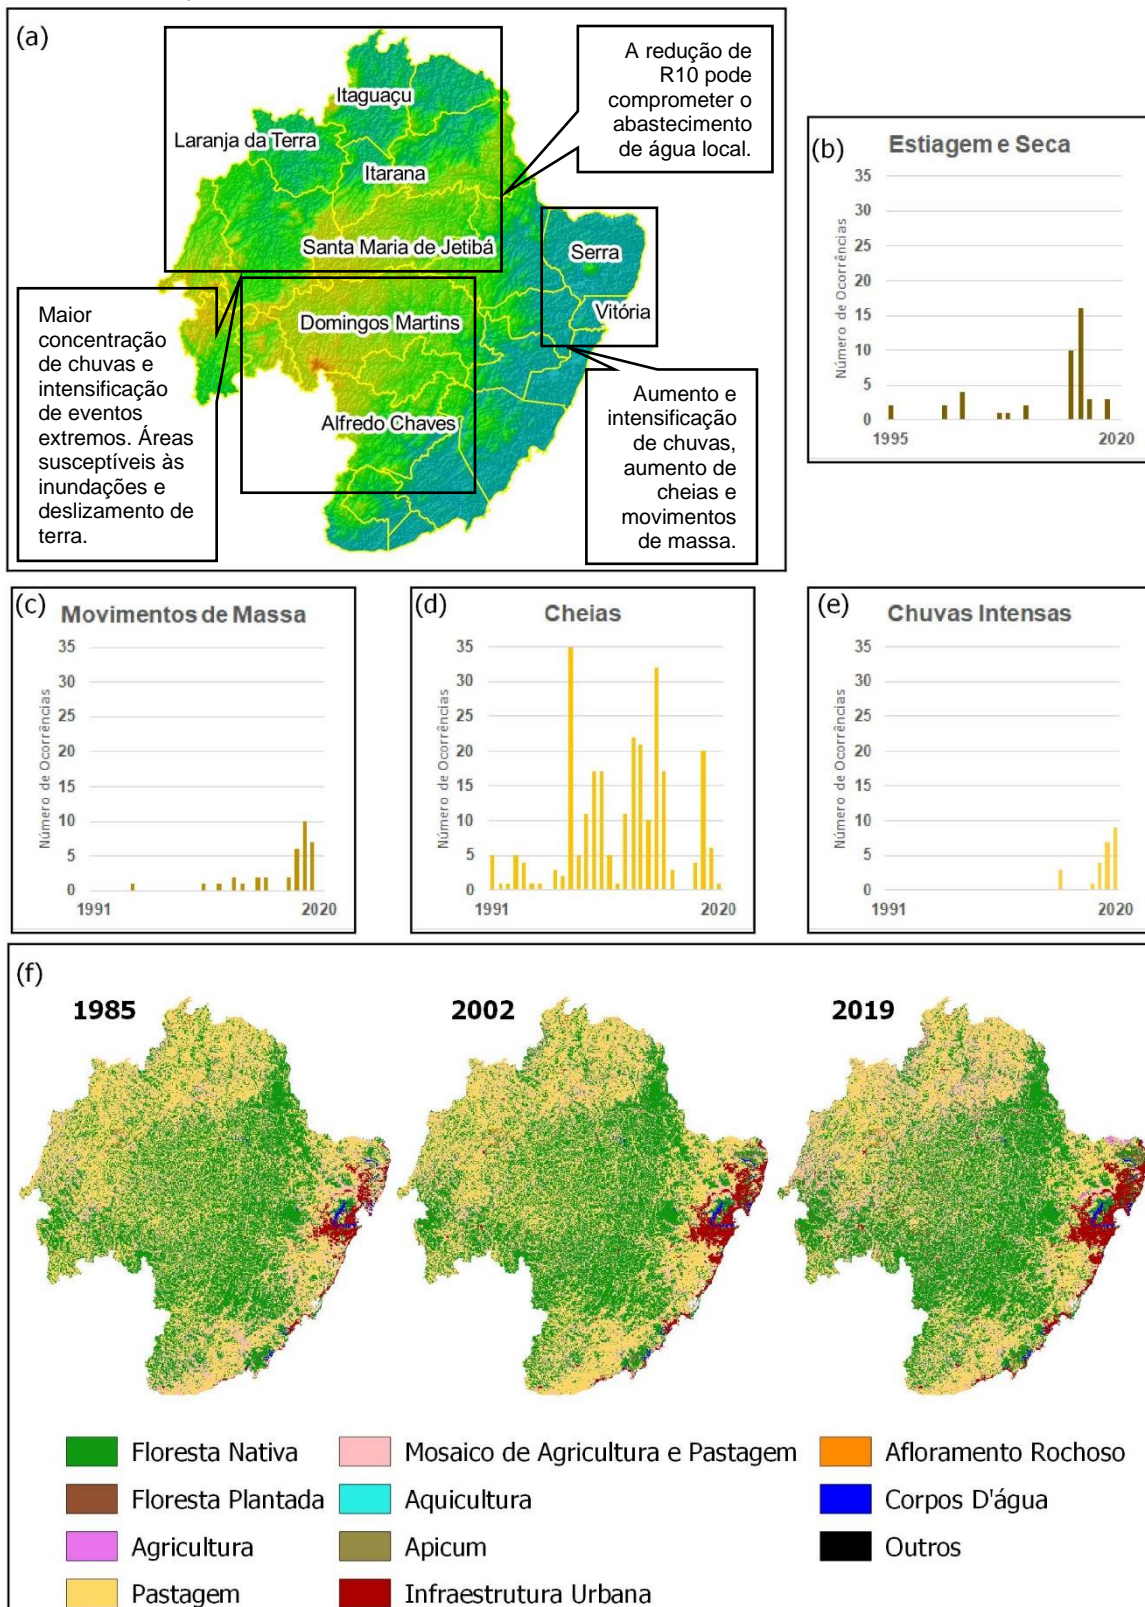 (a)
Itaguaçu
Laranja da Terra
Itarana
Santa Maria de Jetibá
Serra
Vitória
Domingos Martins
Alfredo Chaves
A redução de
R10 pode
comprometer o
abastecimento
de água local.
Maior
concentração
de chuvas e
intensificação
de eventos
extremos. Áreas
susceptíveis às
inundações e
deslizamento de
terra.
Aumento e
intensificação
de chuvas,
aumento de
cheias e
movimentos
de massa.
(b)
Estiagem e Seca
Número de Ocorrências
35
30
25
20
15
10
5
0
1995
2020
(c)
Movimentos de Massa
Número de Ocorrências
35
30
25
20
15
10
5
0
1991
2020
(d)
Cheias
Número de Ocorrências
35
30
25
20
15
10
5
0
1991
2020
(e)
Chuvas Intensas
Número de Ocorrências
35
30
25
20
15
10
5
0
1991
2020
(f)
1985
2002
2019
Floresta Nativa
Floresta Plantada
Agricultura
Pastagem
Mosaico de Agricultura e Pastagem
Aquicultura
Apicum
Infraestrutura Urbana
Afloramento Rochoso
Corpos D'água
Outros